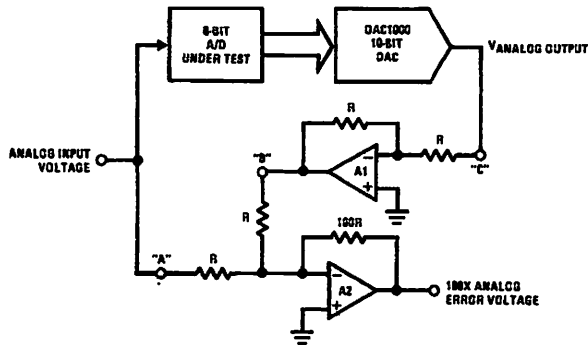 8-BIT
A/D
UNDER TEST
DAC1000
10-BIT
DAC
VANALOG OUTPUT
R
R
ANALOG INPUT
VOLTAGE
"B"
-
+
A1
"C"
R
100R
"A"
R
-
+
A2
100X ANALOG
ERROR VOLTAGE